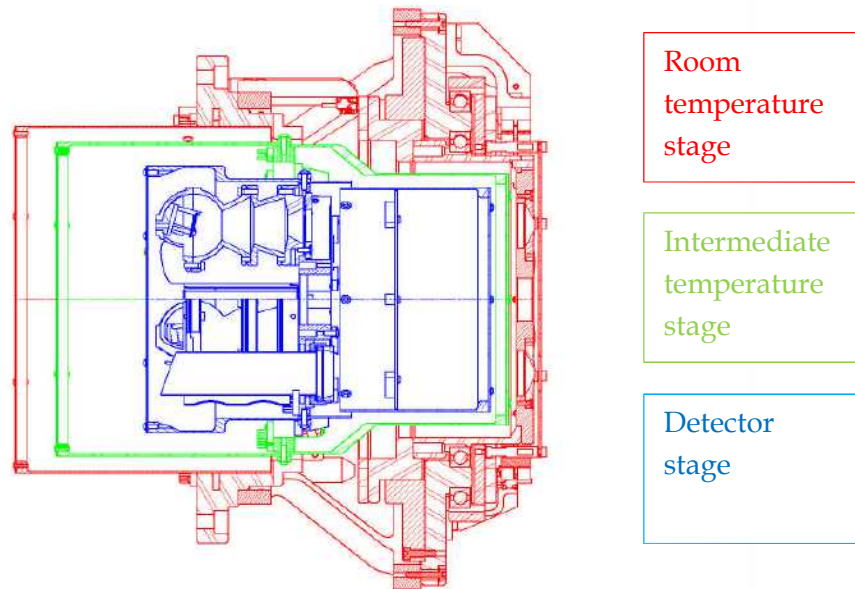 Room
temperature
stage
Intermediate
temperature
stage
Detector
stage